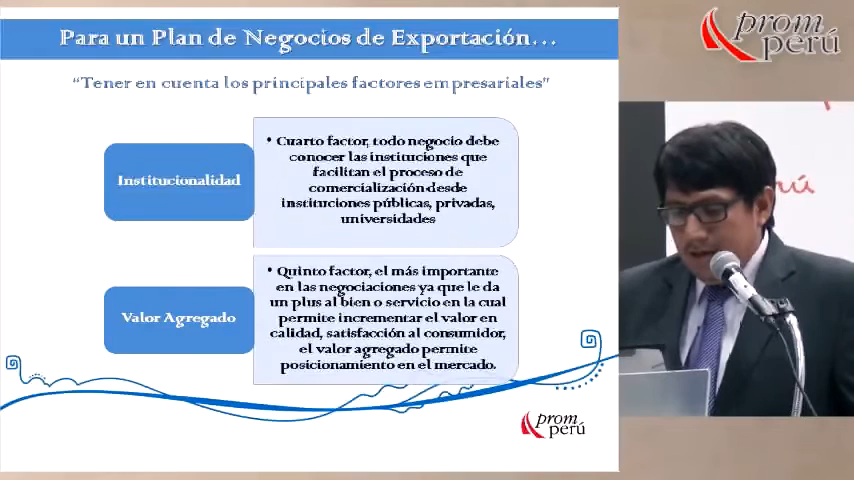 Para un Plan de Negocios de Exportación...
prom
perú
“Tener en cuenta los principales factores empresariales”
Institucionalidad
• Cuarto factor, todo negocio debe
conocer las instituciones que
facilitan el proceso de
comercialización desde
instituciones públicas, privadas,
universidades
Valor Agregado
• Quinto factor, el más importante
en las negociaciones ya que le da
un plus al bien o servicio en la cual
permite incrementar el valor en
calidad, satisfacción al consumidor,
el valor agregado permite
posicionamiento en el mercado.
prom
perú